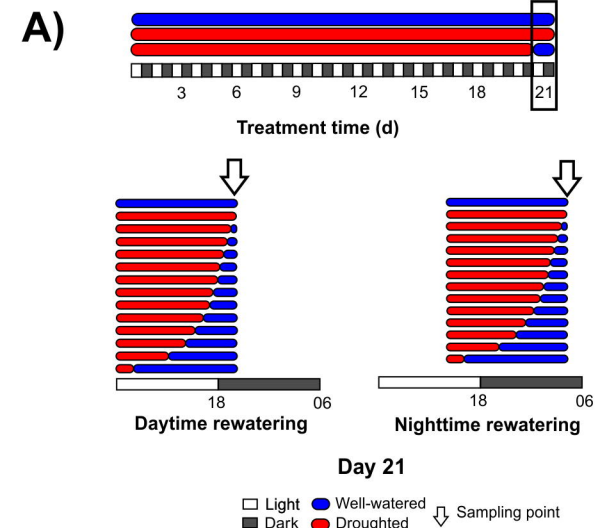 A)
3 6 9 12 15 18 21
Treatment time (d)
18 06
Daytime rewatering
18 06
Nighttime rewatering
Day 21
Light Well-watered
Dark Droughted
Sampling point